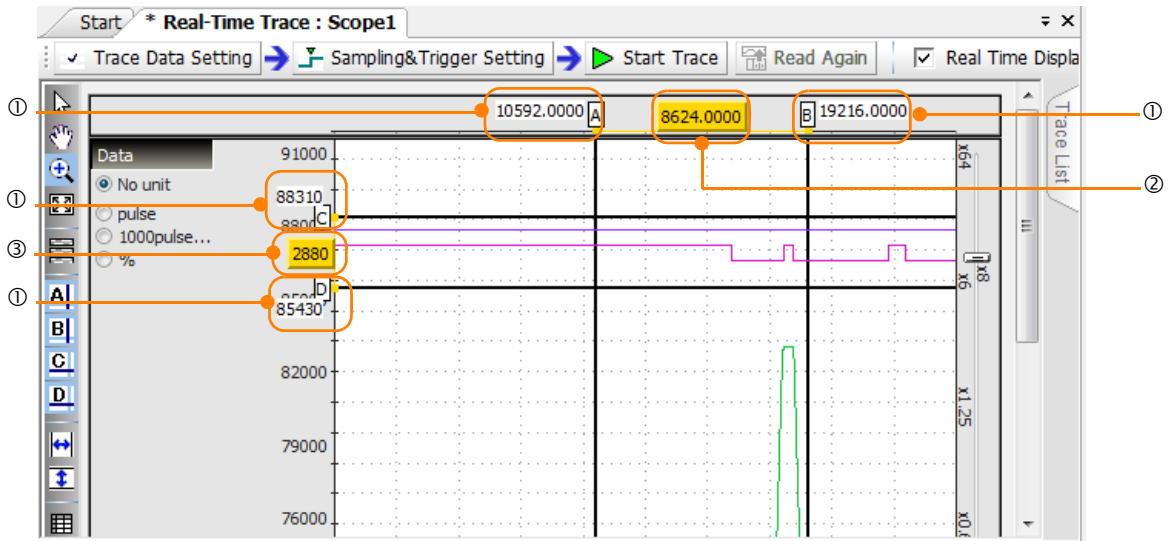 Start * Real-Time Trace : Scope1
Trace Data Setting Sampling&Trigger Setting Start Trace Read Again Real Time Displa
① 10592.0000 A 8624.0000 B 19216.0000 ①
Trace List
Data 91000 x64
No unit
②
① 88310
pulse
C
1000pulse...
③ 2880
%
x8
x6
① D
85430
A
B
C
82000
D
x1.25
79000
76000